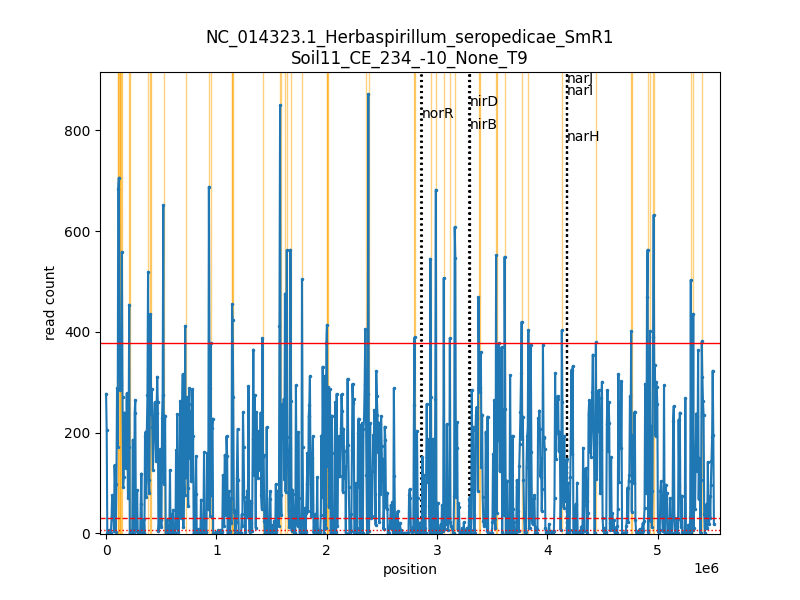 NC_014323.1_Herbaspirillum_seropedicae_SmR1
Soil11_CE_234_-10_None_T9
narJ
narI
nirD
norR
nirB
narH
800
600
400
200
0
read count
0
1
2
3
4
5
1e6
position